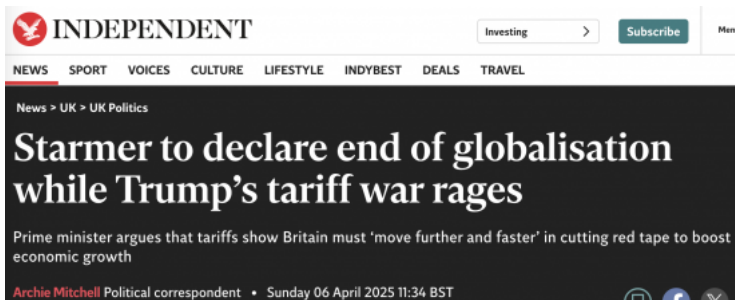 INDEPENDENT
Investing >
Subscribe
Men
NEWS SPORT VOICES CULTURE LIFESTYLE INDYBEST DEALS TRAVEL
News > UK > UK Politics
Starmer to declare end of globalisation
while Trump's tariff war rages
Prime minister argues that tariffs show Britain must 'move further and faster' in cutting red tape to boost
economic growth
Archie Mitchell Political correspondent • Sunday 06 April 2025 11:34 BST